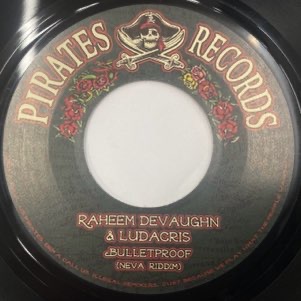 PIRATES RECORDS
RAHEEM DEVAUGHN
& LUDACRIS
BULLETPROOF
(NEVA RIDDIM)